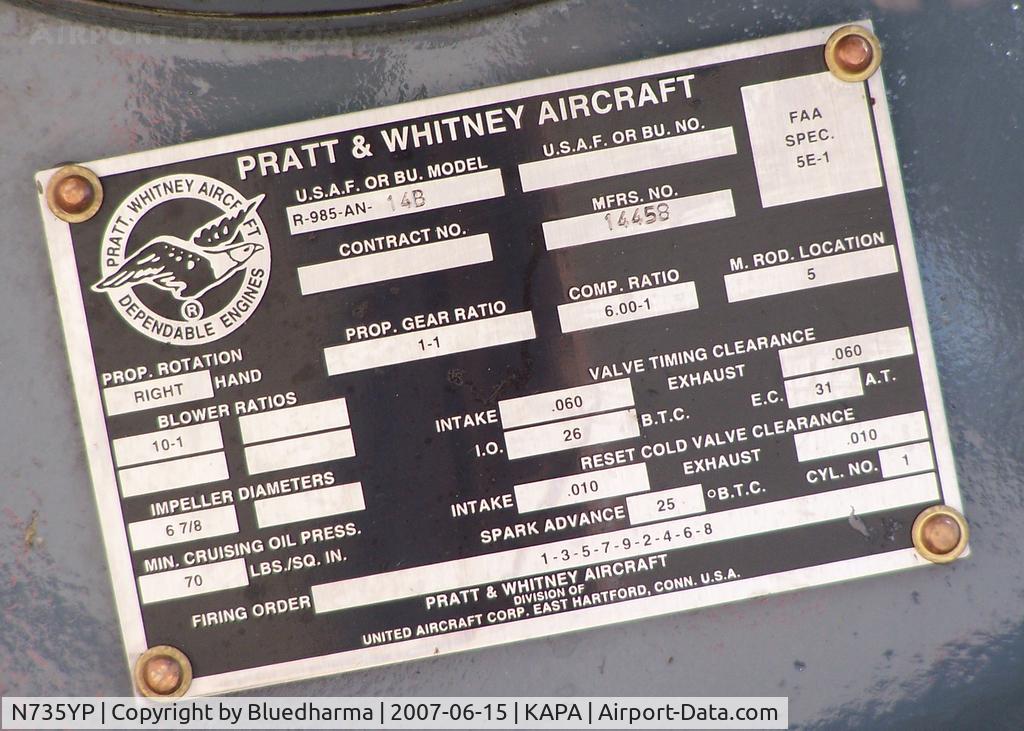 AIRPORT-DATA.COM
PRATT & WHITNEY AIRCRAFT
FAA
SPEC.
5E-1
PRATT, WHITNEY AIRCRAFT
DEPENDABLE ENGINES
®
U.S.A.F. OR BU. MODEL
R-985-AN- 14B
U.S.A.F. OR BU. NO.
CONTRACT NO.
MFRS. NO.
14458
PROP. GEAR RATIO
1-1
COMP. RATIO
6.00-1
M. ROD. LOCATION
5
PROP. ROTATION
RIGHT HAND
BLOWER RATIOS
10-1
IMPELLER DIAMETERS
6 7/8
MIN. CRUISING OIL PRESS.
70 LBS./SQ. IN.
VALVE TIMING CLEARANCE
INTAKE .060 EXHAUST .060
I.O. 26 B.T.C. E.C. 31 A.T.
RESET COLD VALVE CLEARANCE
INTAKE .010 EXHAUST .010
SPARK ADVANCE 25 °B.T.C. CYL. NO. 1
FIRING ORDER 1-3-5-7-9-2-4-6-8
PRATT & WHITNEY AIRCRAFT
DIVISION OF
UNITED AIRCRAFT CORP. EAST HARTFORD, CONN. U.S.A.
N735YP | Copyright by Bluedharma | 2007-06-15 | KAPA | Airport-Data.com